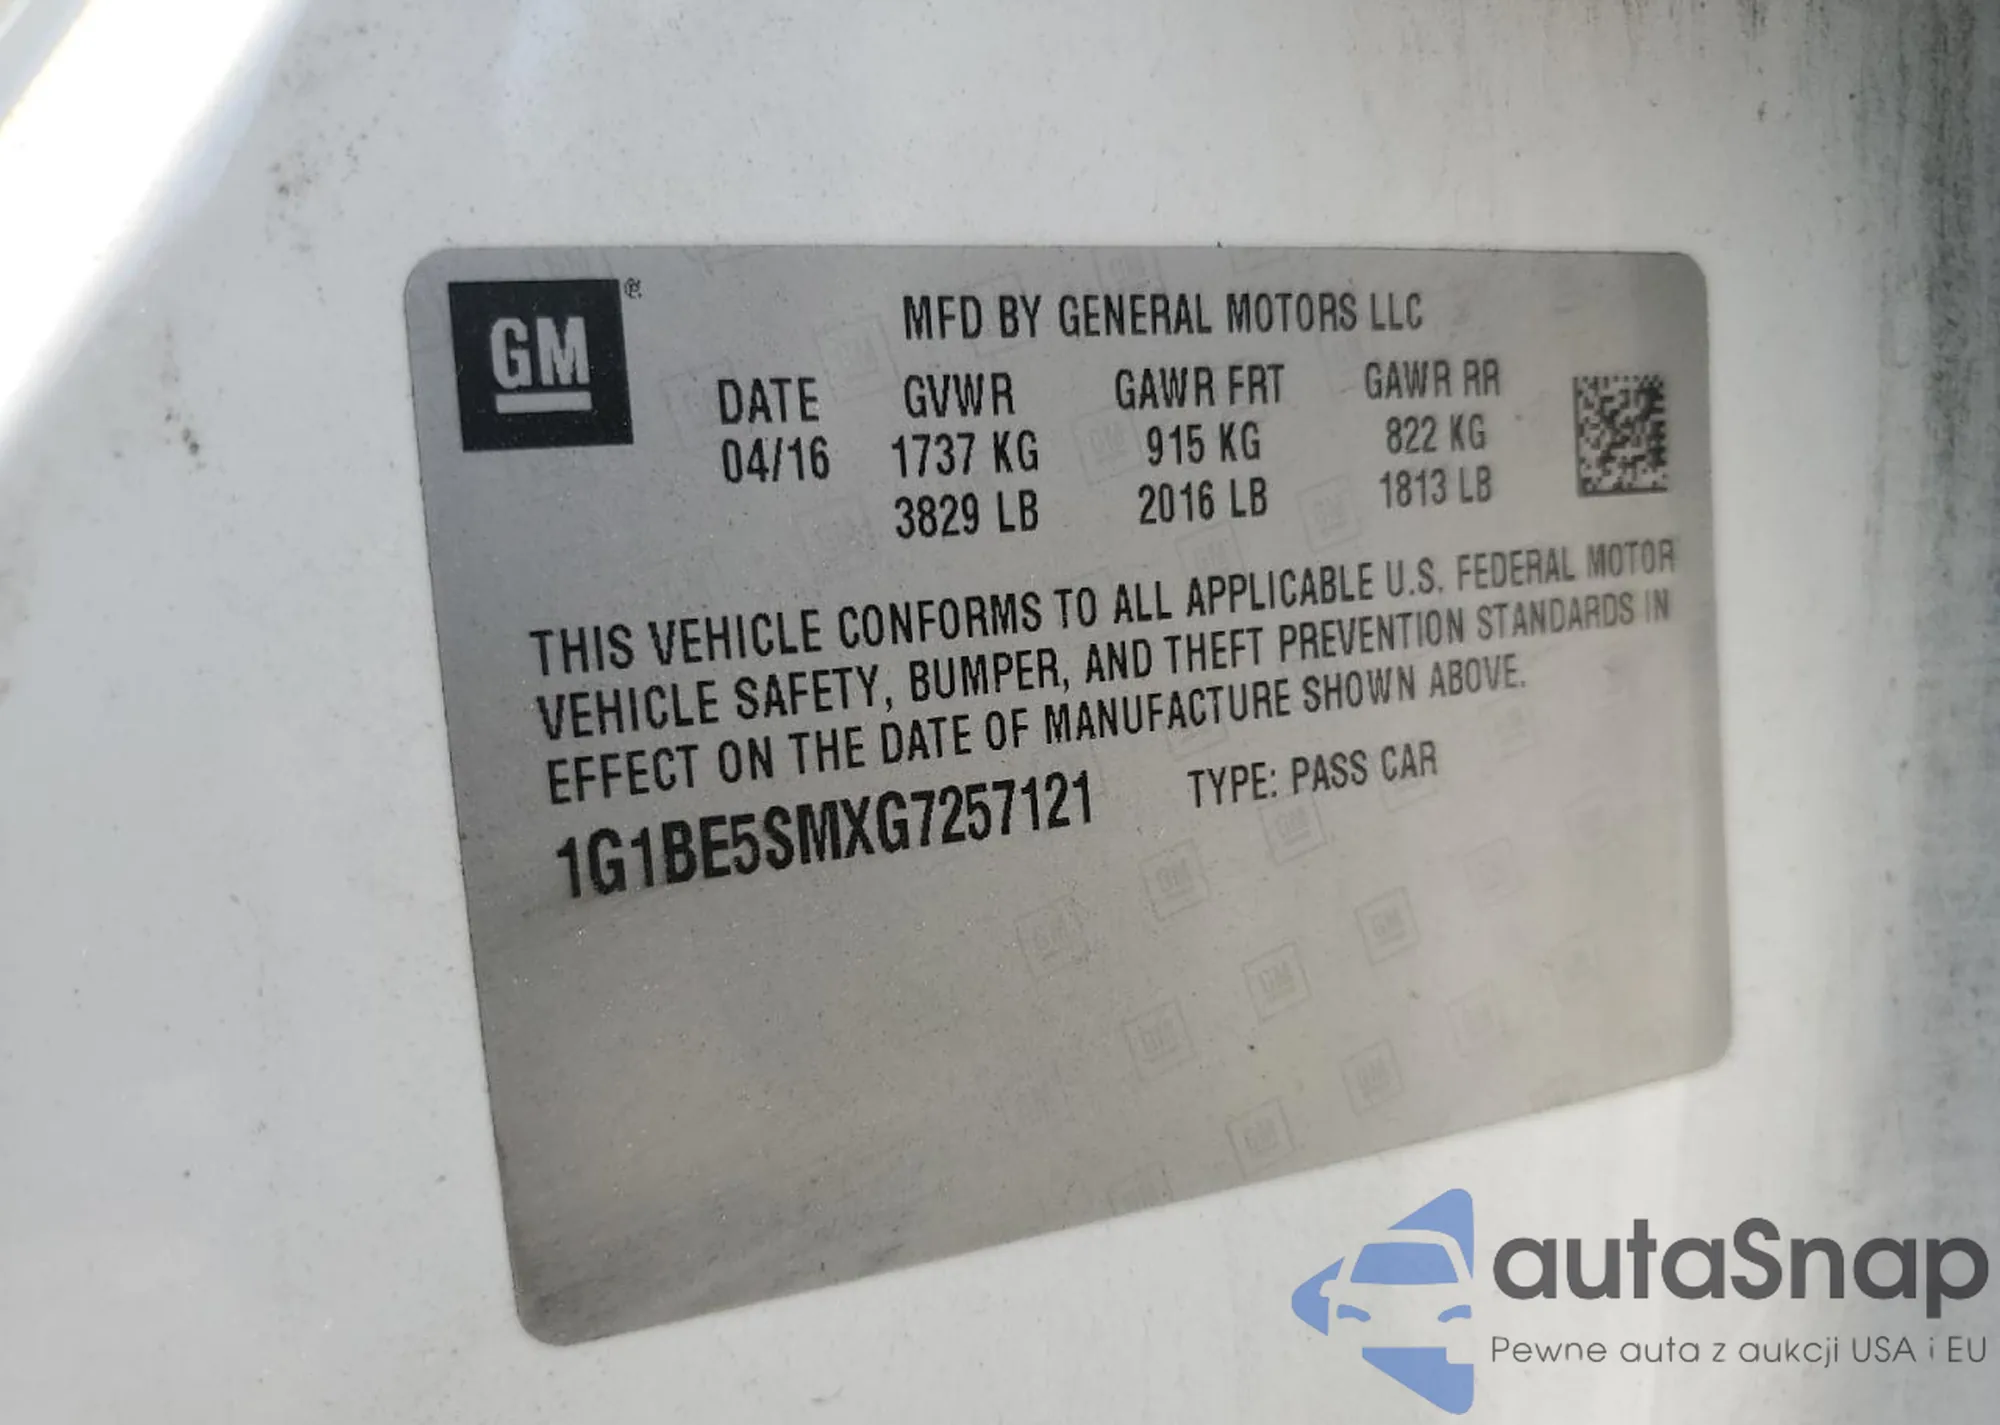 GM
®
MFD BY GENERAL MOTORS LLC
DATE GVWR GAWR FRT GAWR RR
04/16 1737 KG 915 KG 822 KG
3829 LB 2016 LB 1813 LB
THIS VEHICLE CONFORMS TO ALL APPLICABLE U.S. FEDERAL MOTOR
VEHICLE SAFETY, BUMPER, AND THEFT PREVENTION STANDARDS IN
EFFECT ON THE DATE OF MANUFACTURE SHOWN ABOVE.
1G1BE5SMXG7257121 TYPE: PASS CAR
autaSnap
Pewne auta z aukcji USA i EU